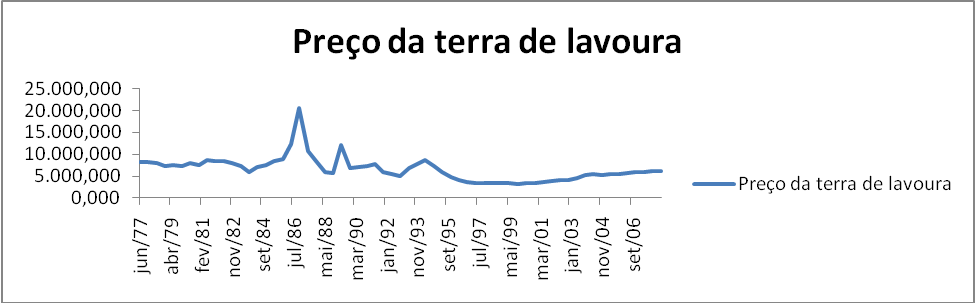 Preço da terra de lavoura
25.000,000
20.000,000
15.000,000
10.000,000
5.000,000
0,000
jun/77
abr/79
fev/81
nov/82
set/84
jul/86
mai/88
mar/90
jan/92
nov/93
set/95
jul/97
mai/99
mar/01
jan/03
nov/04
set/06
Preço da terra de lavoura